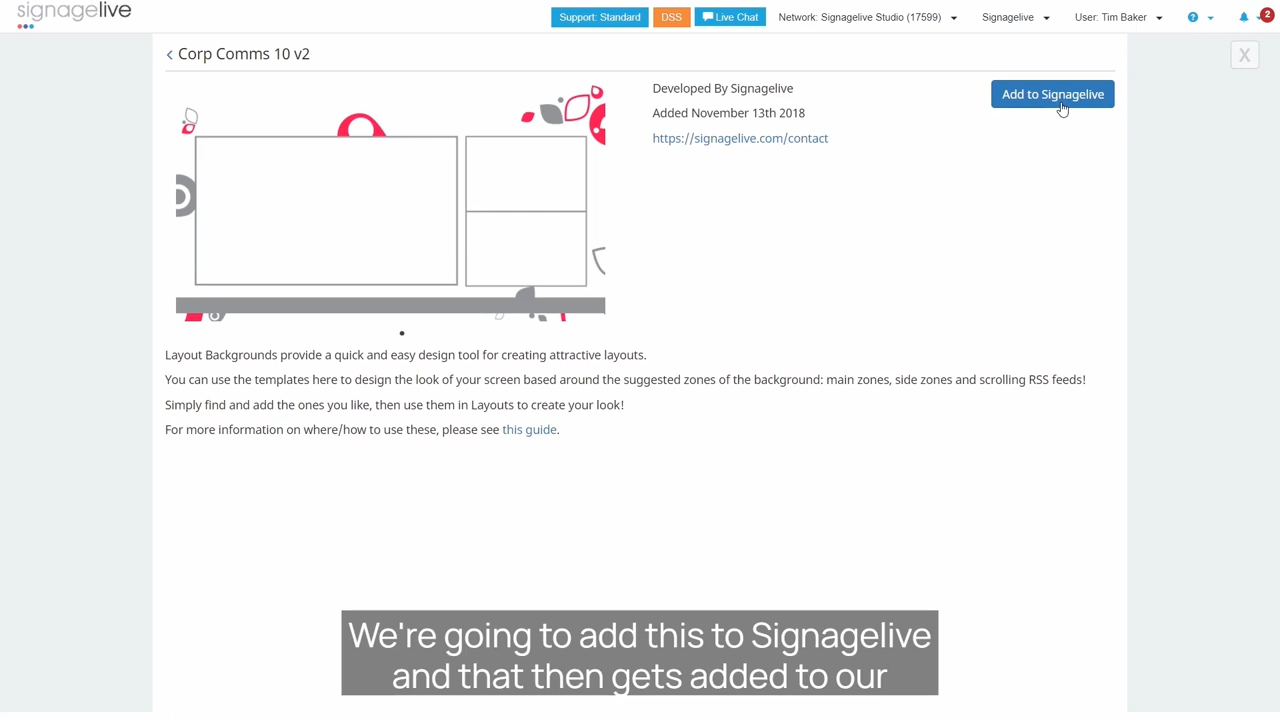 signagelive
Support: Standard
DSS
Live Chat
Network: Signagelive Studio (17599)
Signagelive
User: Tim Baker
?
2
< Corp Comms 10 v2
X
Developed By Signagelive
Add to Signagelive
Added November 13th 2018
https://signagelive.com/contact
Layout Backgrounds provide a quick and easy design tool for creating attractive layouts.
You can use the templates here to design the look of your screen based around the suggested zones of the background: main zones, side zones and scrolling RSS feeds!
Simply find and add the ones you like, then use them in Layouts to create your look!
For more information on where/how to use these, please see this guide.
We're going to add this to Signagelive
and that then gets added to our